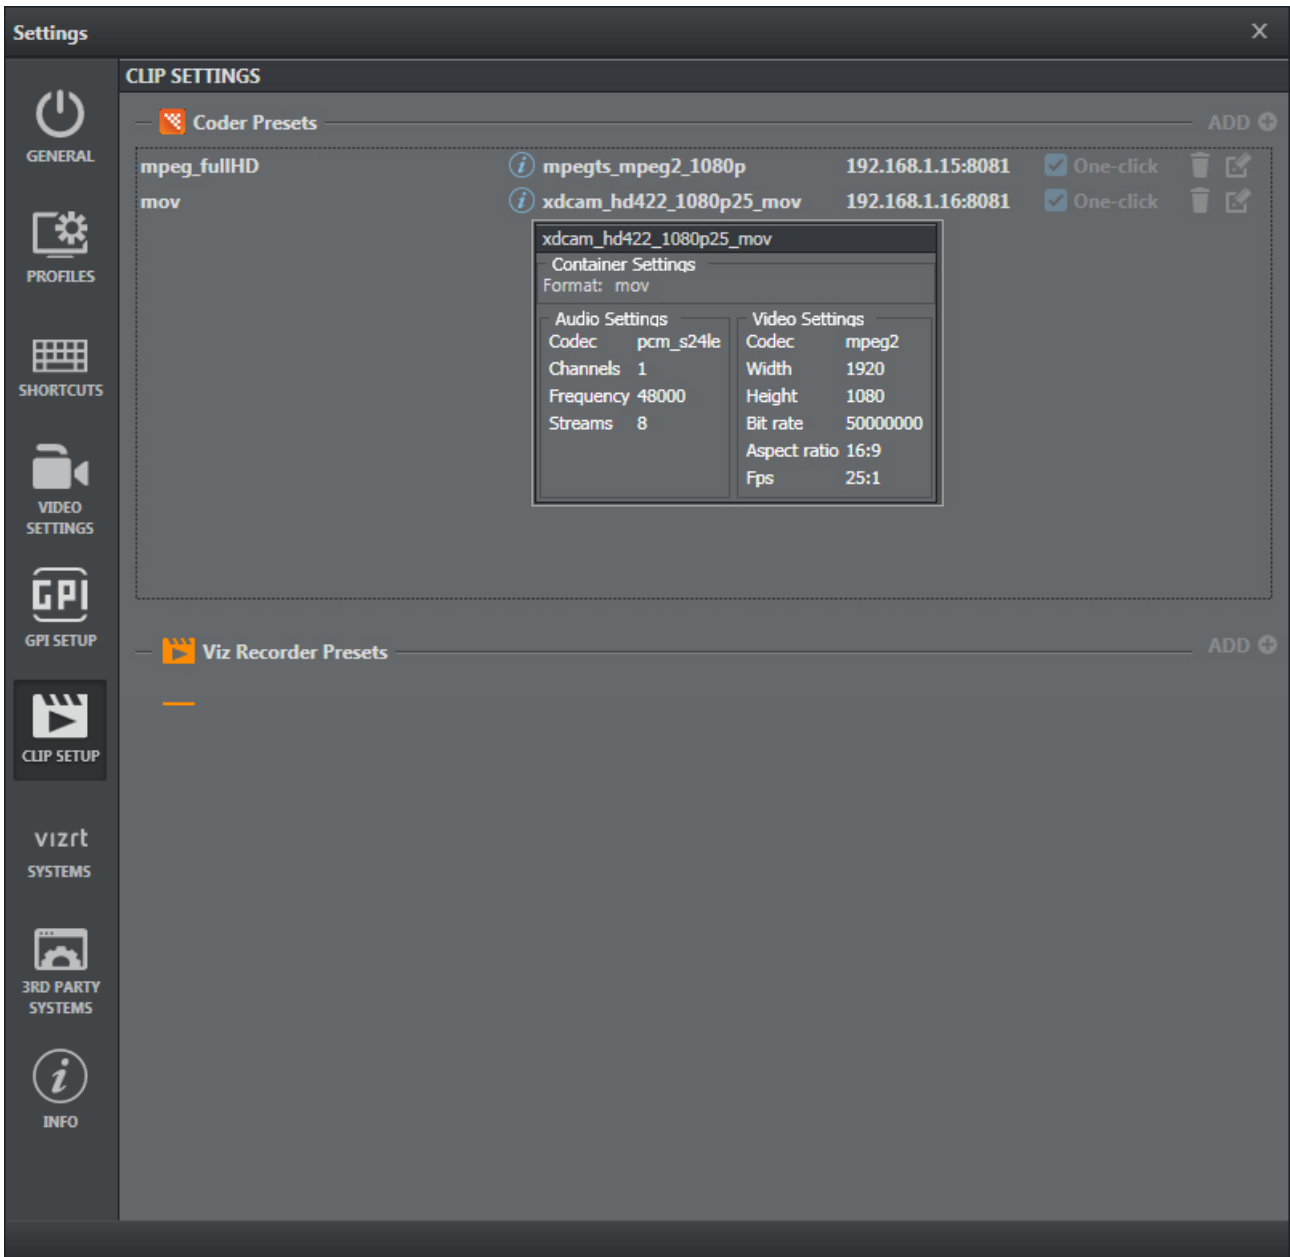 Settings
CLIP SETTINGS
GENERAL
PROFILES
SHORTCUTS
VIDEO
SETTINGS
GPI
GPI SETUP
CLIP SETUP
vizrt
SYSTEMS
3RD PARTY
SYSTEMS
i
INFO
Coder Presets ADD
mpeg_fullHD i mpegts_mpeg2_1080p 192.168.1.15:8081 One-click
mov i xdcam_hd422_1080p25_mov 192.168.1.16:8081 One-click
xdcam_hd422_1080p25_mov
Container Settings
Format: mov
Audio Settings
Codec pcm_s24le
Channels 1
Frequency 48000
Streams 8
Video Settings
Codec mpeg2
Width 1920
Height 1080
Bit rate 50000000
Aspect ratio 16:9
Fps 25:1
Viz Recorder Presets ADD